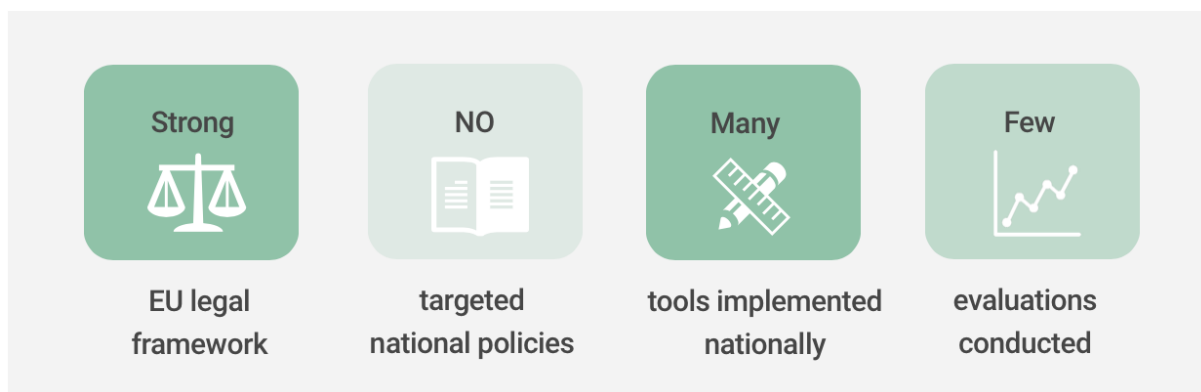 Strong
EU legal
framework
NO
targeted
national policies
Many
tools implemented
nationally
Few
evaluations
conducted